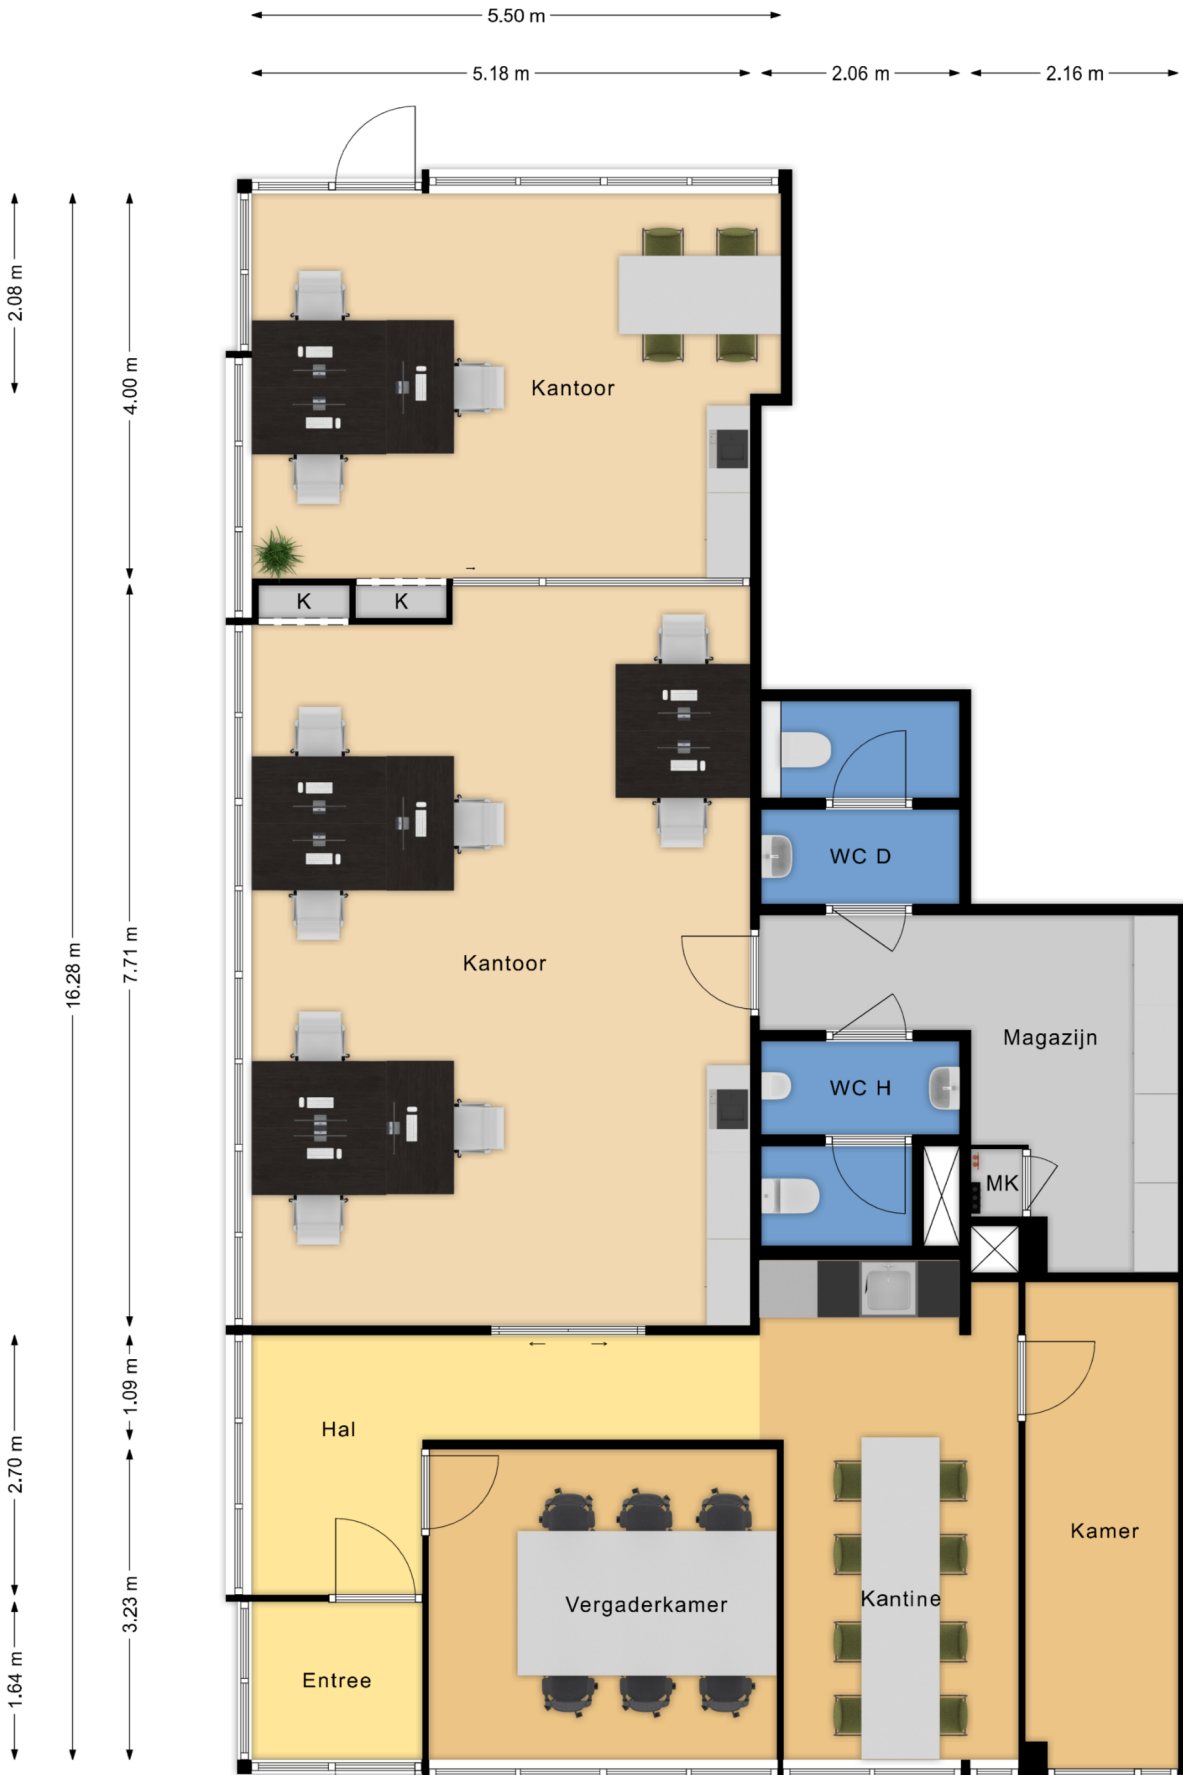 5.50 m
5.18 m
2.06 m
2.16 m
2.08 m
4.00 m
Kantoor
K
K
WC D
7.71 m
16.28 m
Kantoor
Magazijn
WC H
MK
1.09 m
Hal
2.70 m
Kamer
Kantine
Vergaderkamer
3.23 m
Entree
1.64 m